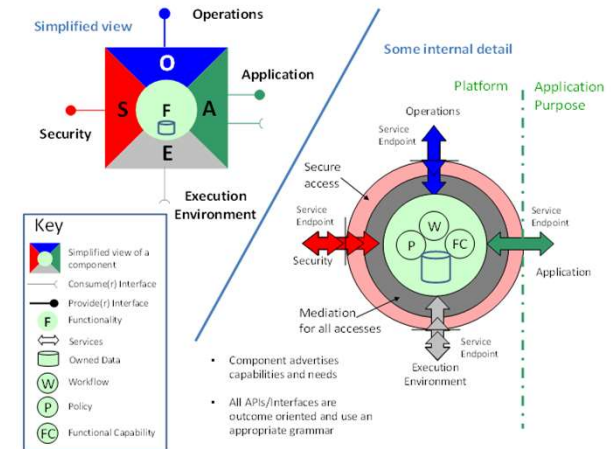 Simplified view
Operations
O
Application
S
F
A
Security
E
Execution
Environment
Key
Simplified view of a
component
Consume(r) Interface
Provide(r) Interface
F
Functionality
Services
Owned Data
W
Workflow
P
Policy
FC
Functional Capability
Some internal detail
Platform
Application
Purpose
Operations
Service
Endpoint
Secure
access
Service
Endpoint
Security
W
P
FC
Service
Endpoint
Application
Mediation
for all accesses
Service
Endpoint
Execution
Environment
• Component advertises
capabilities and needs
• All APIs/Interfaces are
outcome oriented and use an
appropriate grammar